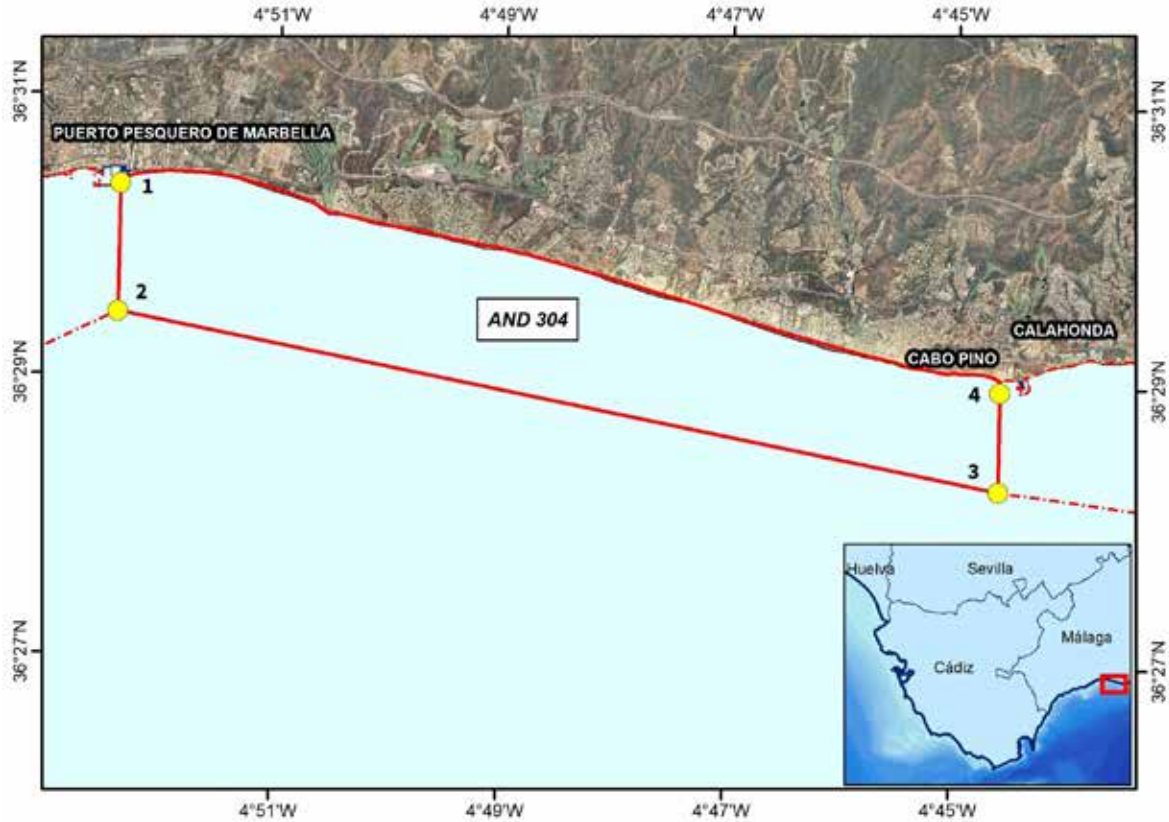 4°51'W 4°49'W 4°47'W 4°45'W
36°31'N
36°31'N
PUERTO PESQUERO DE MARBELLA
1
2
AND 304
CALAHONDA
CABO PINO
36°29'N
4
36°29'N
3
Huelva Sevilla
Málaga
Cádiz
36°27'N
36°27'N
4°51'W 4°49'W 4°47'W 4°45'W